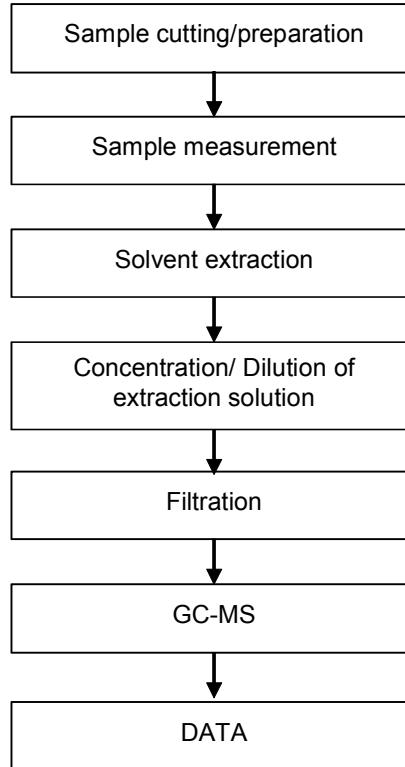 Sample cutting/preparation
Sample measurement
Solvent extraction
Concentration/ Dilution of
extraction solution
Filtration
GC-MS
DATA